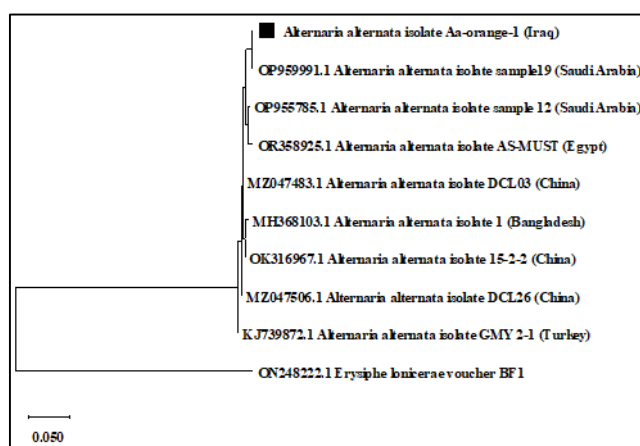 Alternaria alternata isolate Aa-orange-1 (Iraq)
OP959991.1 Alternaria alternata isolate sample19 (Saudi Arabia)
OP955785.1 Alternaria alternata isolate sample 12 (Saudi Arabia)
OR358925.1 Alternaria alternata isolate AS-MUST (Egypt)
MZ047483.1 Alternaria alternata isolate DCL03 (China)
MH368103.1 Alternaria alternata isolate 1 (Bangladesh)
OK316967.1 Alternaria alternata isolate 15-2-2 (China)
MZ047506.1 Alternaria alternata isolate DCL26 (China)
KJ739872.1 Alternaria alternata isolate GMY 2-1 (Turkey)
ON248222.1 Erysiphe lonicerae voucher BF1
0.050